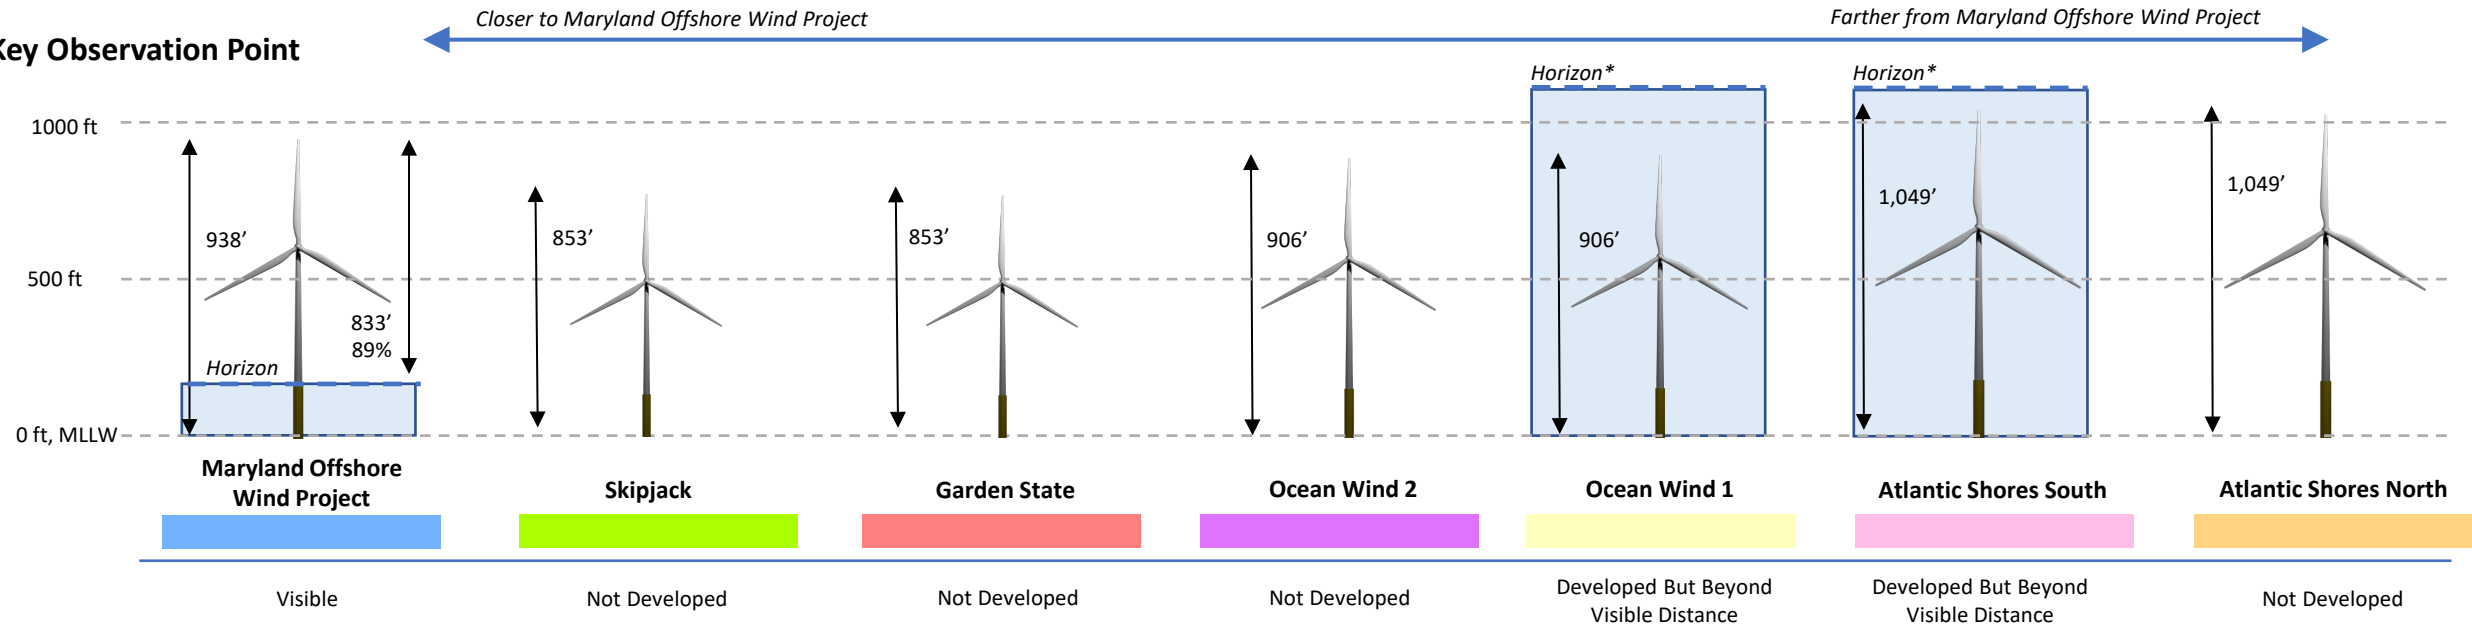 Closer to Maryland Offshore Wind Project
Farther from Maryland Offshore Wind Project
Key Observation Point
Horizon*
Horizon*
1000 ft
500 ft
0 ft, MLLW
938’
833’
89%
Horizon
853’
853’
906’
906’
1,049’
1,049’
Maryland Offshore
Wind Project
Skipjack
Garden State
Ocean Wind 2
Ocean Wind 1
Atlantic Shores South
Atlantic Shores North
Visible
Not Developed
Not Developed
Not Developed
Developed But Beyond
Visible Distance
Developed But Beyond
Visible Distance
Not Developed